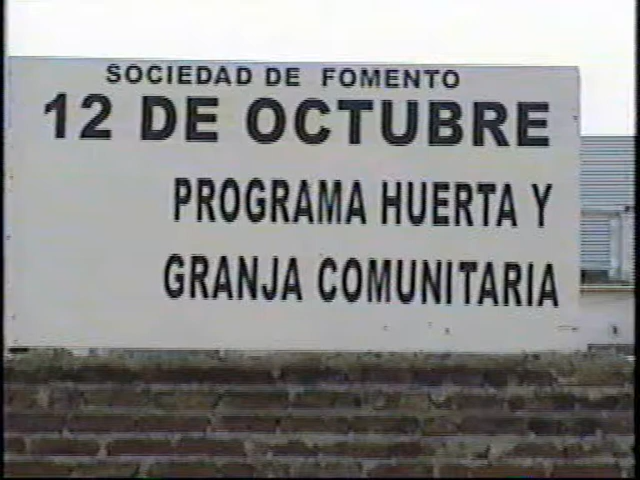 SOCIEDAD DE FOMENTO
12 DE OCTUBRE
PROGRAMA HUERTA Y
GRANJA COMUNITARIA